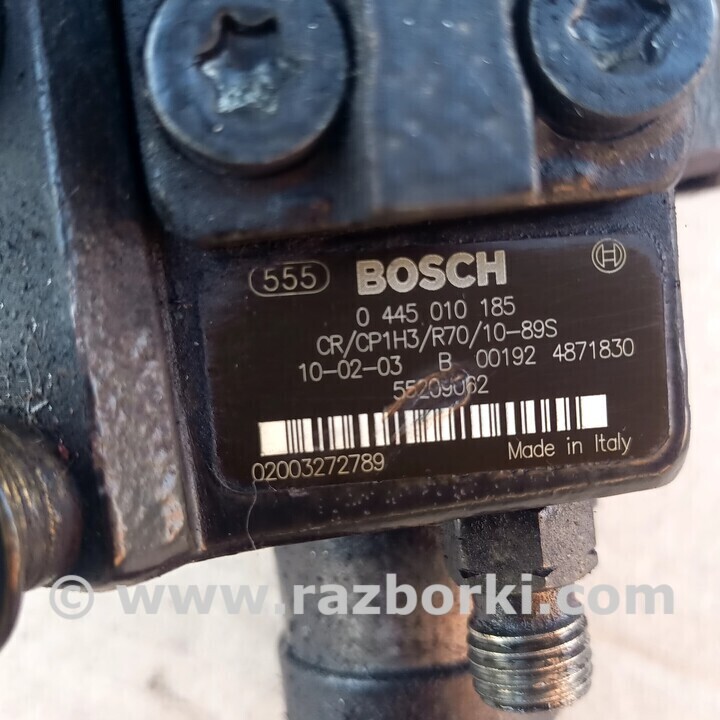 555 BOSCH
0 445 010 185
CR/CP1H3/R70/10-89S
10-02-03 B 00192 4871830
55209062
02003272789 Made in Italy
© www.razborki.com